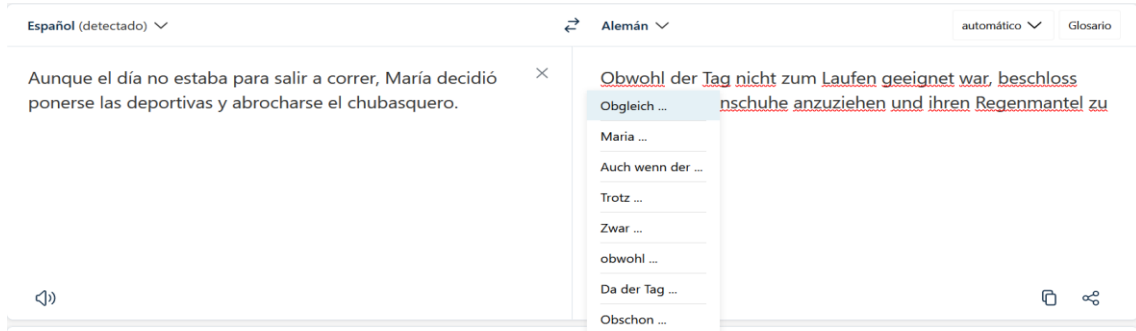 Español (detectado)
Alemán
automático
Glosario
Aunque el día no estaba para salir a correr, María decidió
ponerse las deportivas y abrocharse el chubasquero.
Obwohl der Tag nicht zum Laufen geeignet war, beschloss
nschuhe anzuziehen und ihren Regenmantel zu
Obgleich ...
Maria ...
Auch wenn der ...
Trotz ...
Zwar ...
obwohl ...
Da der Tag ...
Obschon ...